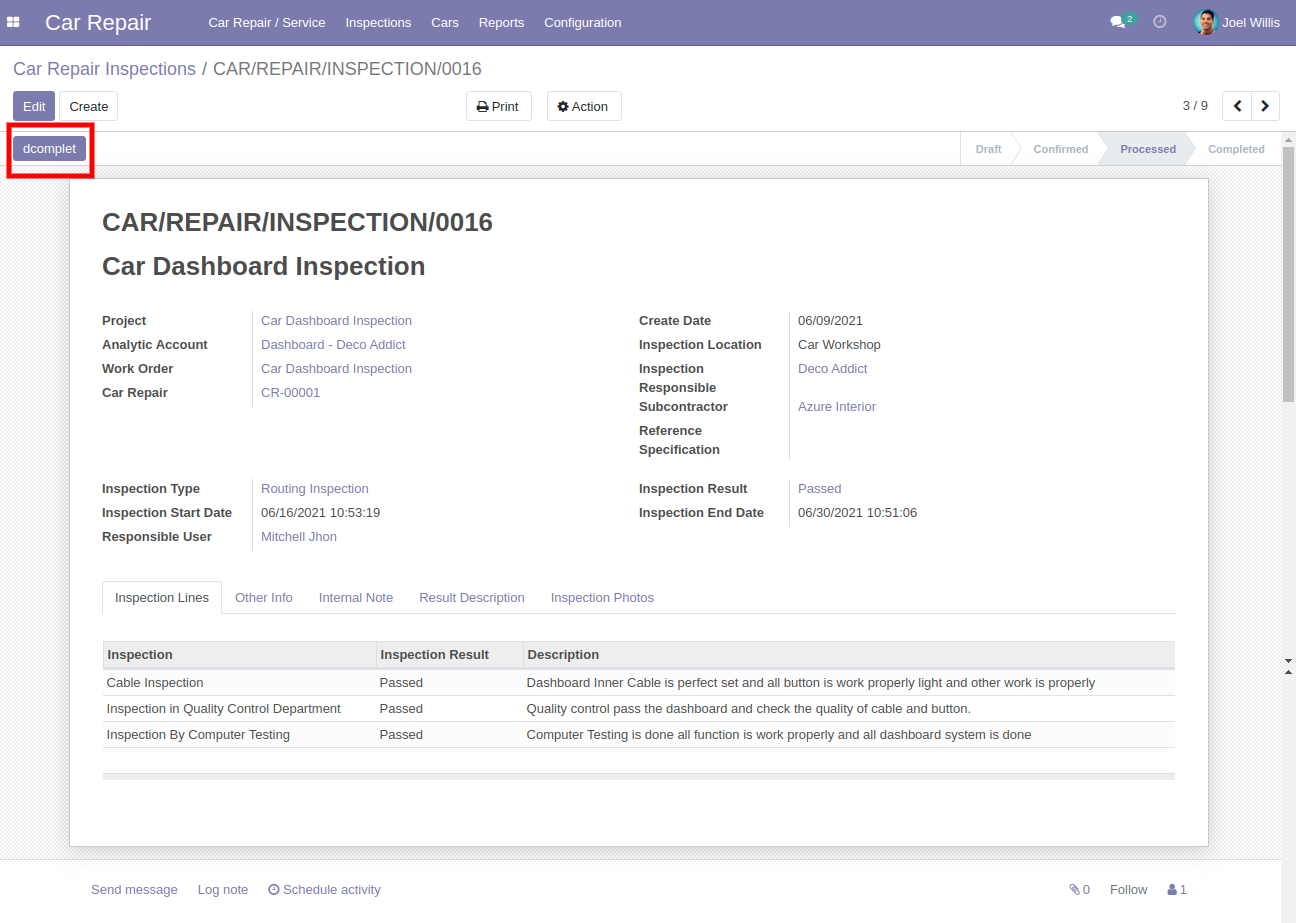 Car Repair Car Repair / Service Inspections Cars Reports Configuration 2 Joel Willis
Car Repair Inspections / CAR/REPAIR/INSPECTION/0016
Edit Create Print Action 3 / 9
dcomplet Draft Confirmed Processed Completed
CAR/REPAIR/INSPECTION/0016
Car Dashboard Inspection
Project Car Dashboard Inspection
Analytic Account Dashboard - Deco Addict
Work Order Car Dashboard Inspection
Car Repair CR-00001
Create Date 06/09/2021
Inspection Location Car Workshop
Inspection Deco Addict
Responsible
Subcontractor Azure Interior
Reference
Specification
Inspection Type Routing Inspection
Inspection Start Date 06/16/2021 10:53:19
Responsible User Mitchell Jhon
Inspection Result Passed
Inspection End Date 06/30/2021 10:51:06
Inspection Lines Other Info Internal Note Result Description Inspection Photos
Inspection Inspection Result Description
Cable Inspection Passed Dashboard Inner Cable is perfect set and all button is work properly light and other work is properly
Inspection in Quality Control Department Passed Quality control pass the dashboard and check the quality of cable and button.
Inspection By Computer Testing Passed Computer Testing is done all function is work properly and all dashboard system is done
Send message Log note Schedule activity 0 Follow 1